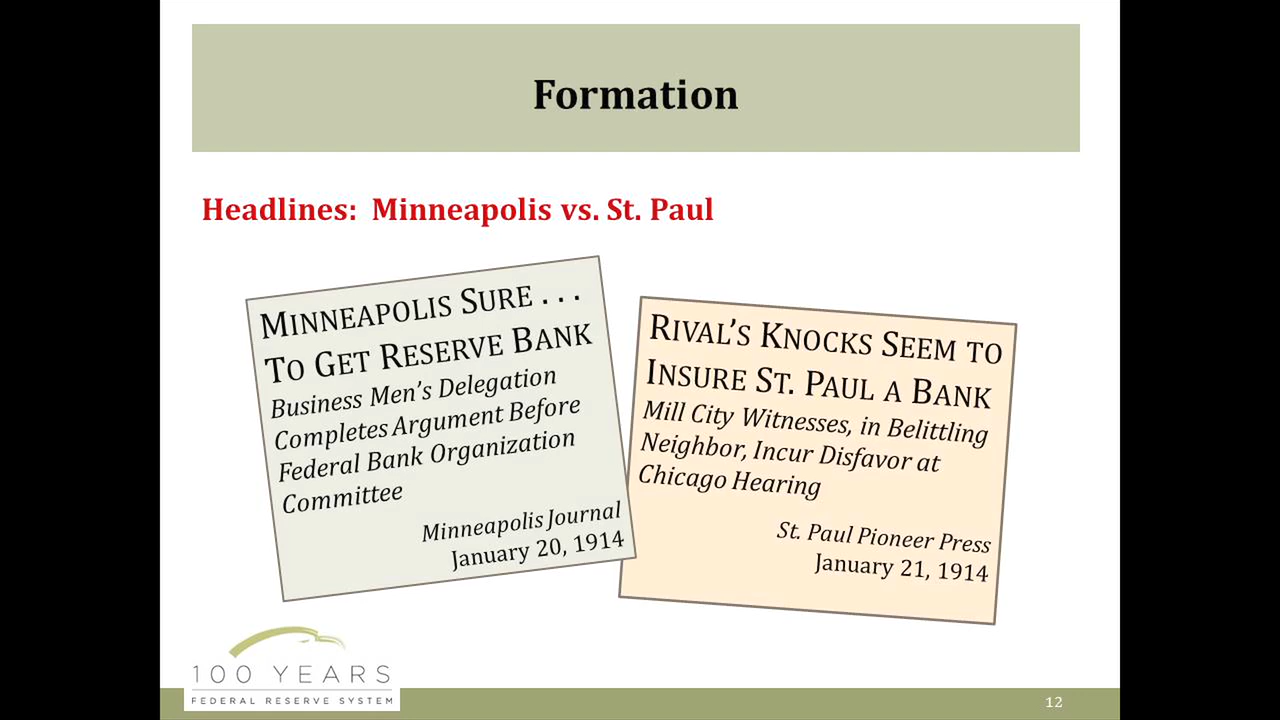 Formation
Headlines:  Minneapolis vs. St. Paul
MINNEAPOLIS SURE . . .
TO GET RESERVE BANK
Business Men’s Delegation
Completes Argument Before
Federal Bank Organization
Committee
Minneapolis Journal
January 20, 1914
RIVAL’S KNOCKS SEEM TO
INSURE ST. PAUL A BANK
Mill City Witnesses, in Belittling
Neighbor, Incur Disfavor at
Chicago Hearing
St. Paul Pioneer Press
January 21, 1914
100 YEARS
FEDERAL RESERVE SYSTEM
12